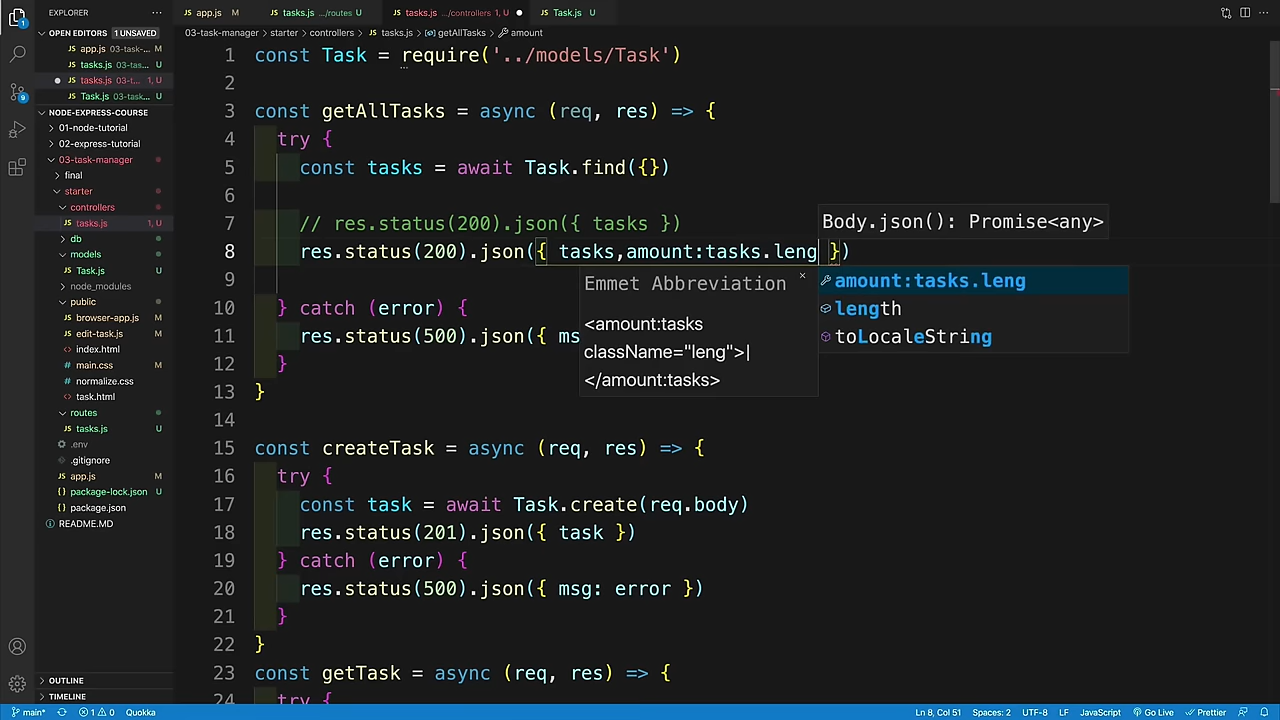 EXPLORER
···
app.js M
tasks.js .../routes U
tasks.js .../controllers 1, U
Task.js U
OPEN EDITORS 1 UNSAVED
app.js 03-task-... M
tasks.js 03-task... U
tasks.js 03-t... 1, U
Task.js 03-task... U
NODE-EXPRESS-COURSE
01-node-tutorial
02-express-tutorial
03-task-manager
final
starter
controllers
tasks.js 1, U
db
models
Task.js U
node_modules
public
browser-app.js M
edit-task.js M
index.html
main.css M
normalize.css
task.html
routes
tasks.js U
.env
.gitignore
app.js M
package-lock.json U
package.json
README.MD
OUTLINE
TIMELINE
03-task-manager > starter > controllers > tasks.js > getAllTasks > amount
1 const Task = require('../models/Task')
2
3 const getAllTasks = async (req, res) => {
4 try {
5 const tasks = await Task.find({})
6
7 // res.status(200).json({ tasks })
Body.json(): Promise<any>
8 res.status(200).json({ tasks,amount:tasks.leng })
9
Emmet Abbreviation ×
<amount:tasks
className="leng">|
</amount:tasks>
amount:tasks.leng
length
toLocaleString
10 } catch (error) {
11 res.status(500).json({ ms
12 }
13 }
14
15 const createTask = async (req, res) => {
16 try {
17 const task = await Task.create(req.body)
18 res.status(201).json({ task })
19 } catch (error) {
20 res.status(500).json({ msg: error })
21 }
22 }
23 const getTask = async (req, res) => {
24 try {
main* 1 0 Quokka
Ln 8, Col 51 Spaces: 2 UTF-8 LF JavaScript Go Live Prettier